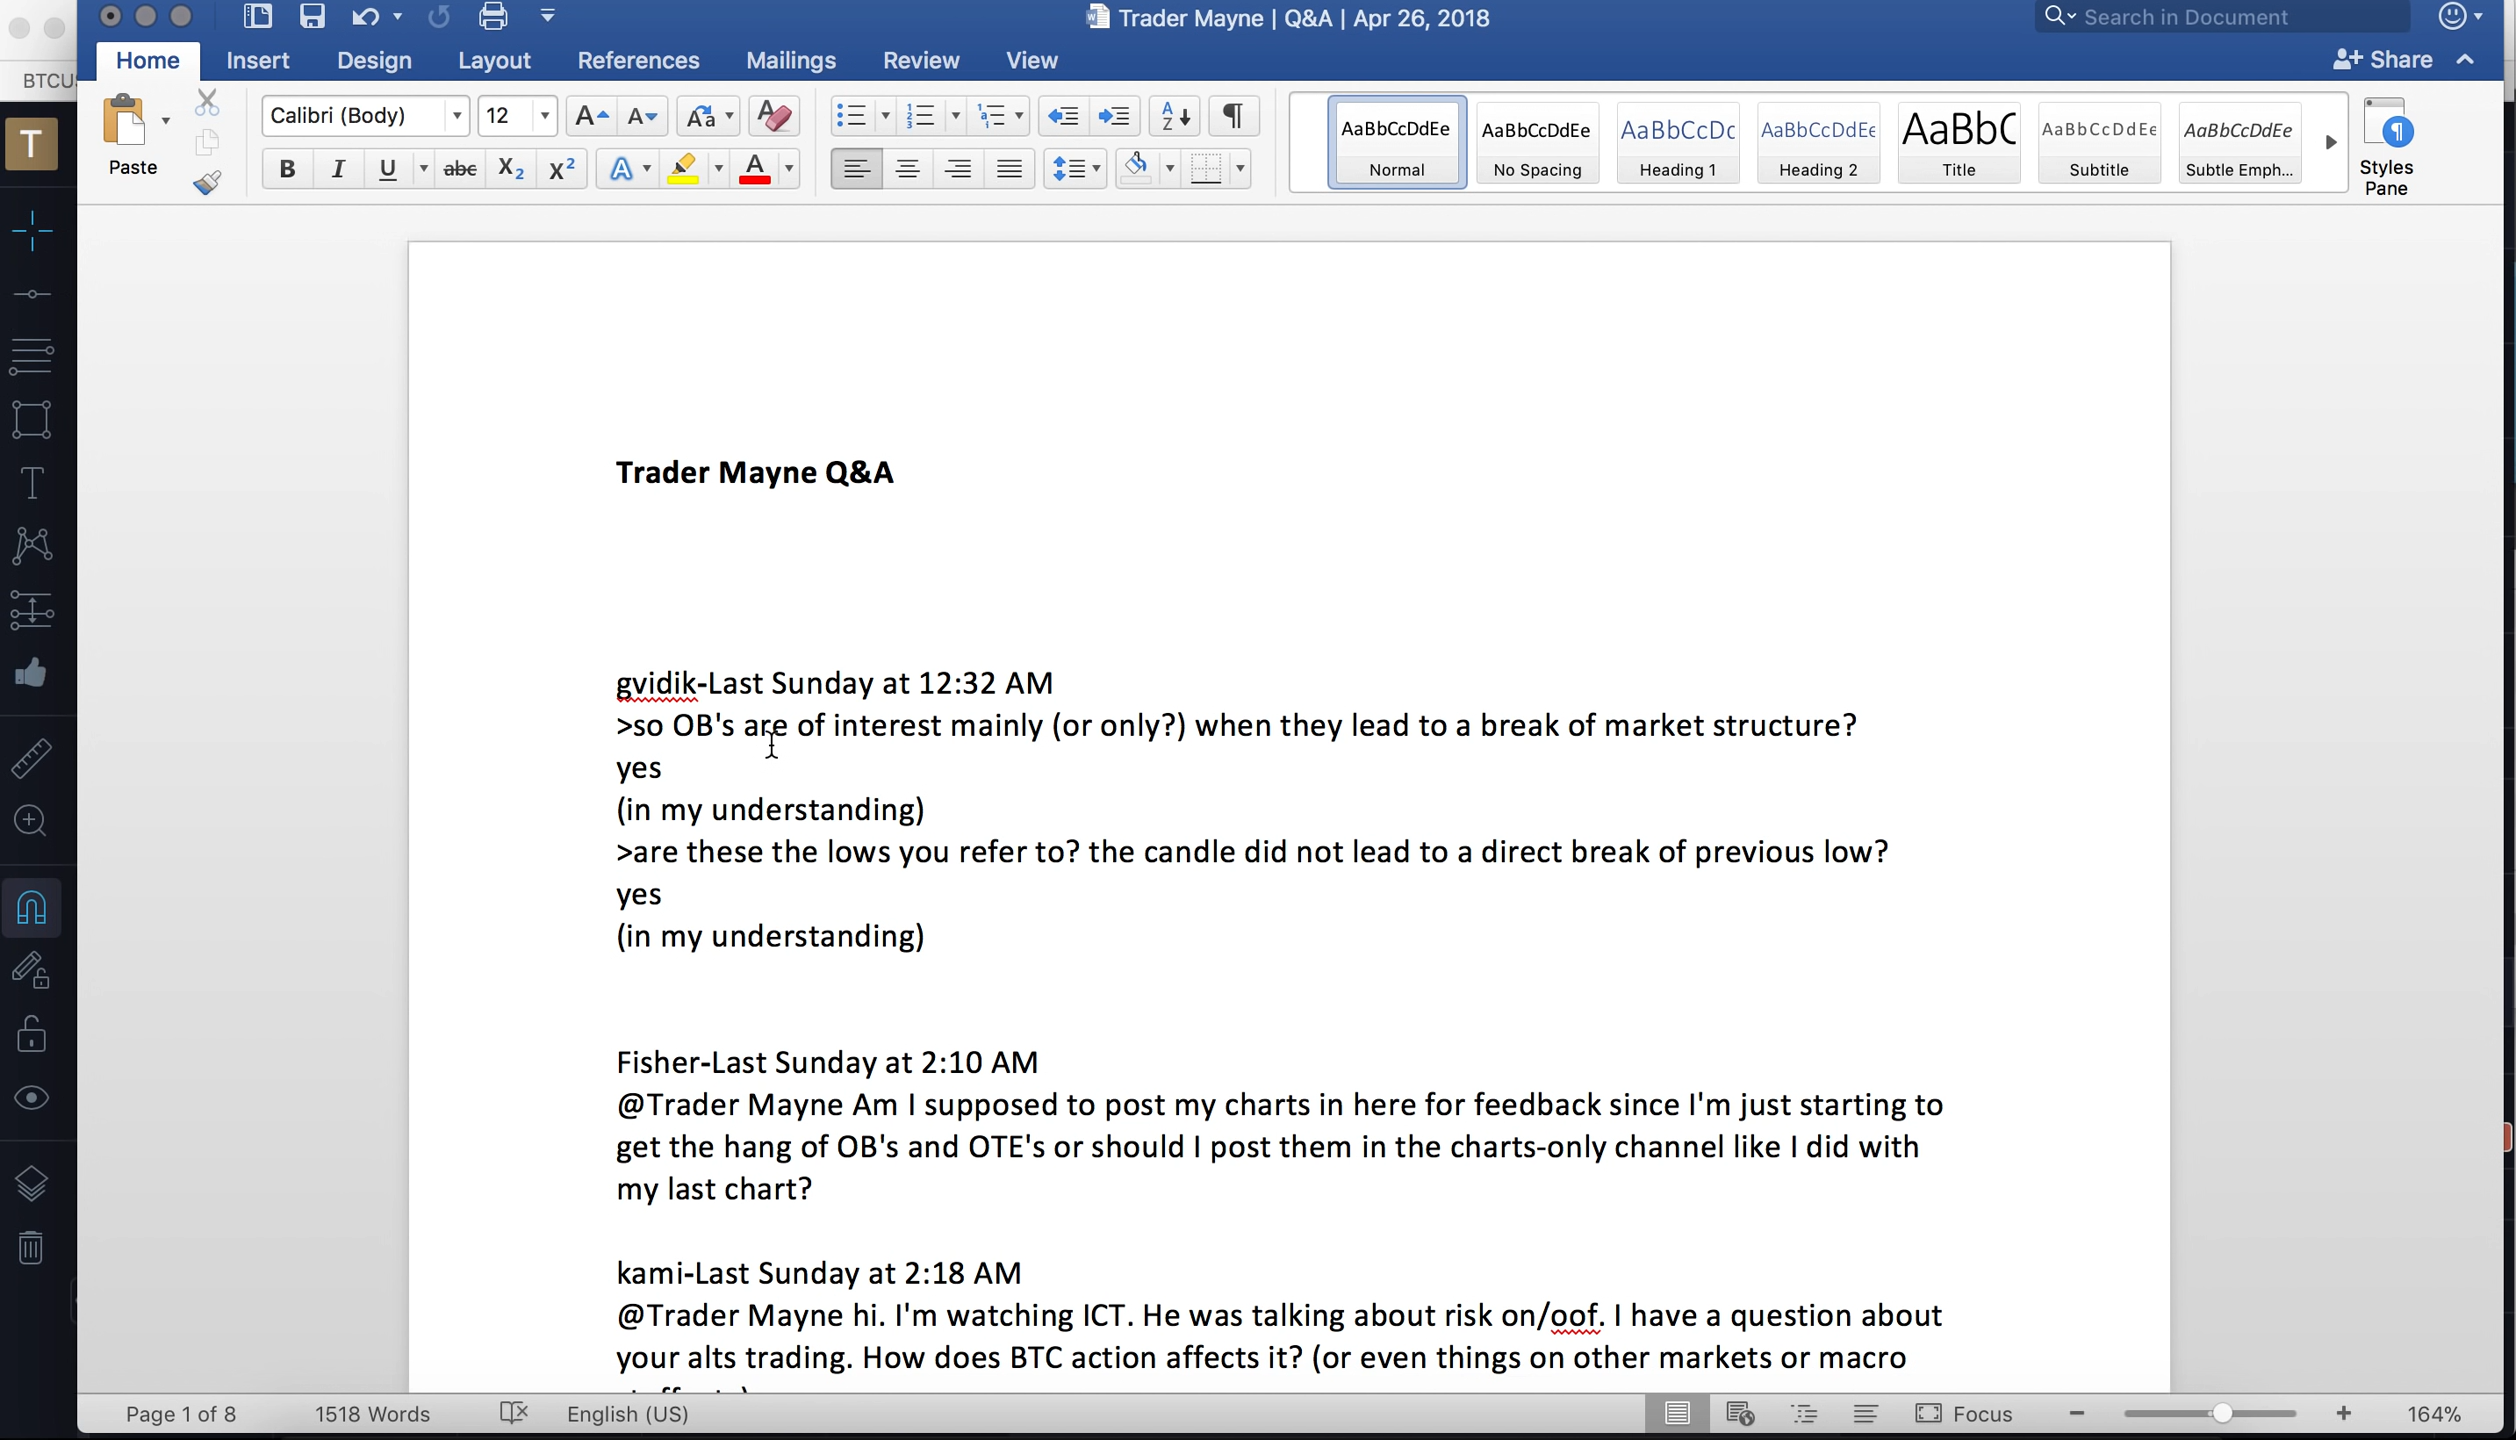 Trader Mayne | Q&A | Apr 26, 2018
Search in Document
Home Insert Design Layout References Mailings Review View
Share
BTCU
T
Paste
Calibri (Body) 12
AaBbCcDdEe AaBbCcDdEe AaBbCcDc AaBbCcDdEe AaBbC AaBbCcDdEe AaBbCcDdEe
Normal No Spacing Heading 1 Heading 2 Title Subtitle Subtle Emph...
Styles
Pane
B I U abc X2 X2 A A
Trader Mayne Q&A
gvidik-Last Sunday at 12:32 AM
>so OB's are of interest mainly (or only?) when they lead to a break of market structure?
yes
(in my understanding)
>are these the lows you refer to? the candle did not lead to a direct break of previous low?
yes
(in my understanding)
Fisher-Last Sunday at 2:10 AM
@Trader Mayne Am I supposed to post my charts in here for feedback since I'm just starting to
get the hang of OB's and OTE's or should I post them in the charts-only channel like I did with
my last chart?
kami-Last Sunday at 2:18 AM
@Trader Mayne hi. I'm watching ICT. He was talking about risk on/oof. I have a question about
your alts trading. How does BTC action affects it? (or even things on other markets or macro
Page 1 of 8 1518 Words English (US) Focus 164%